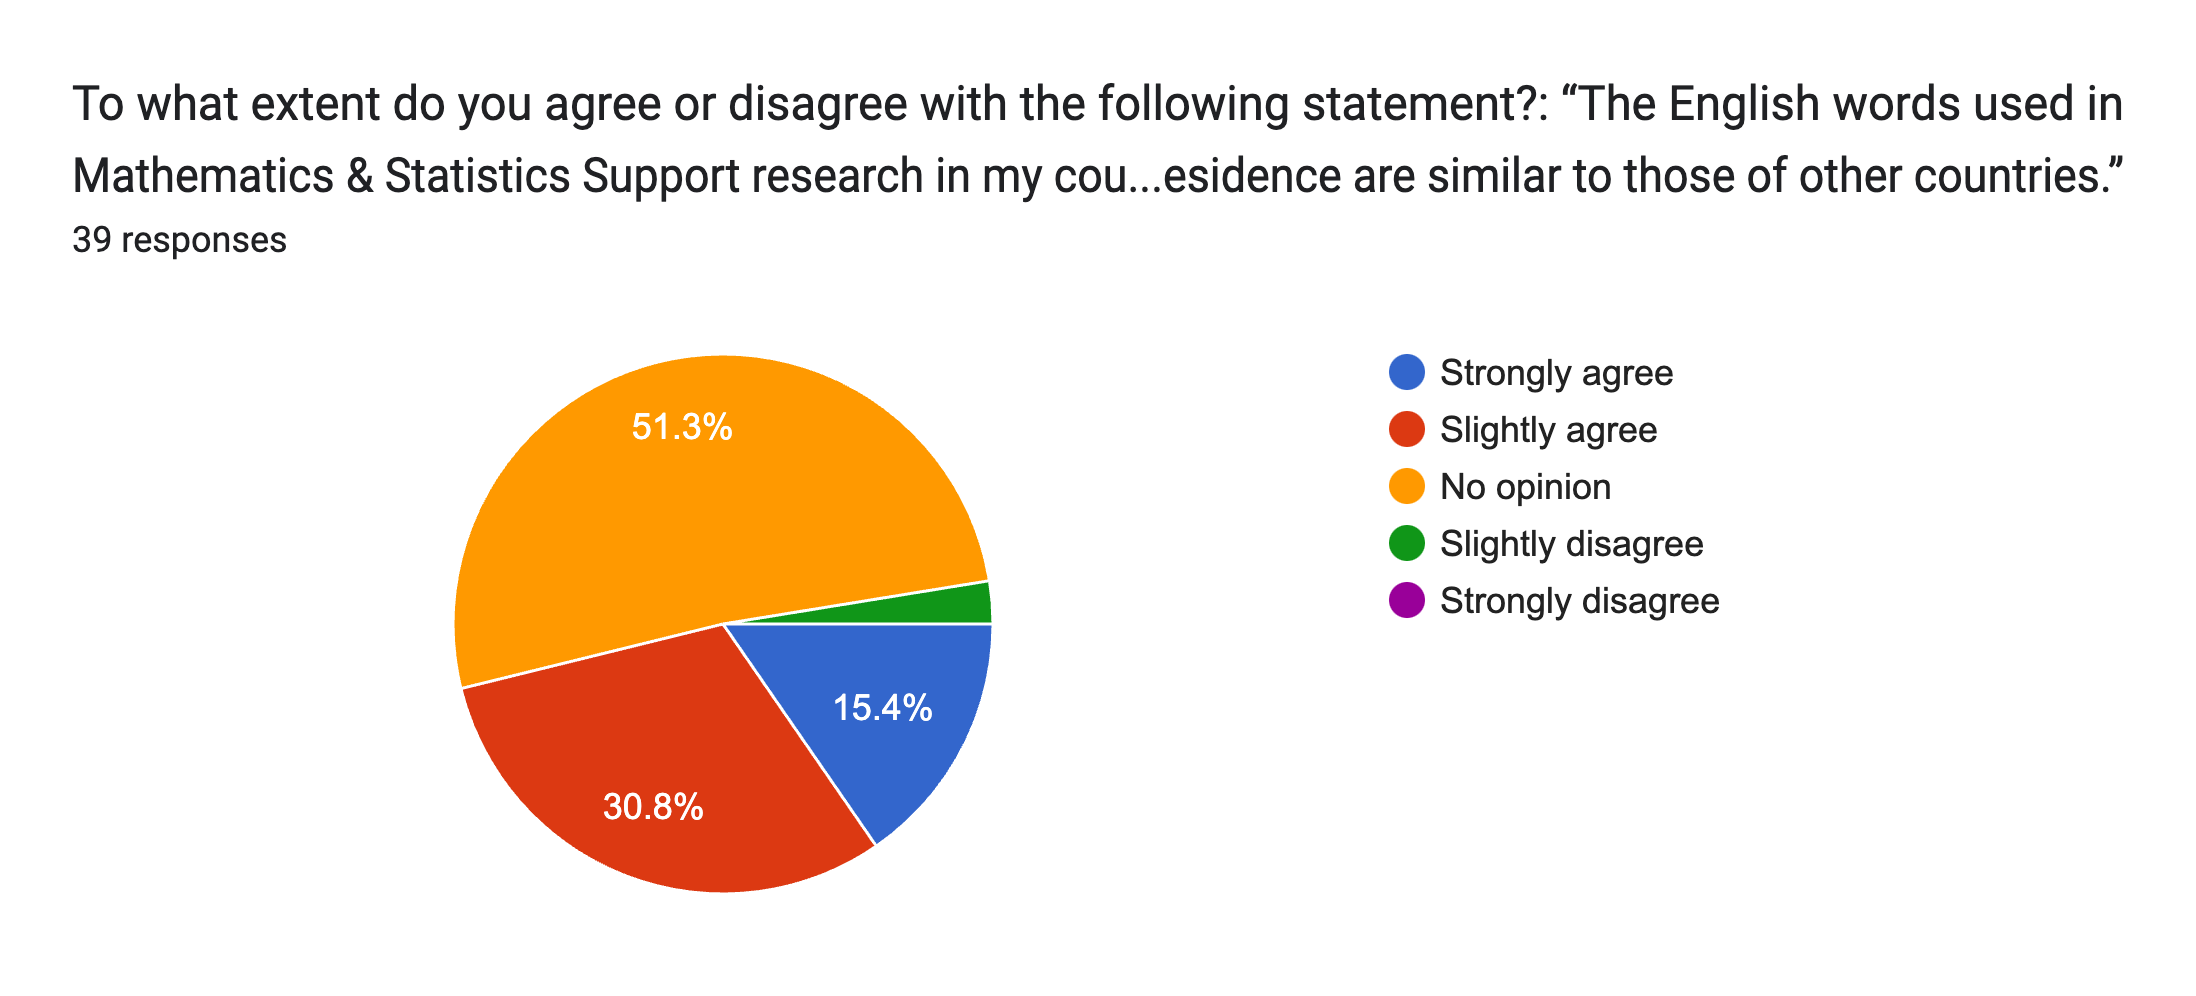 To what extent do you agree or disagree with the following statement?: “The English words used in
Mathematics & Statistics Support research in my cou...esidence are similar to those of other countries.”
39 responses
51.3%
15.4%
30.8%
Strongly agree
Slightly agree
No opinion
Slightly disagree
Strongly disagree